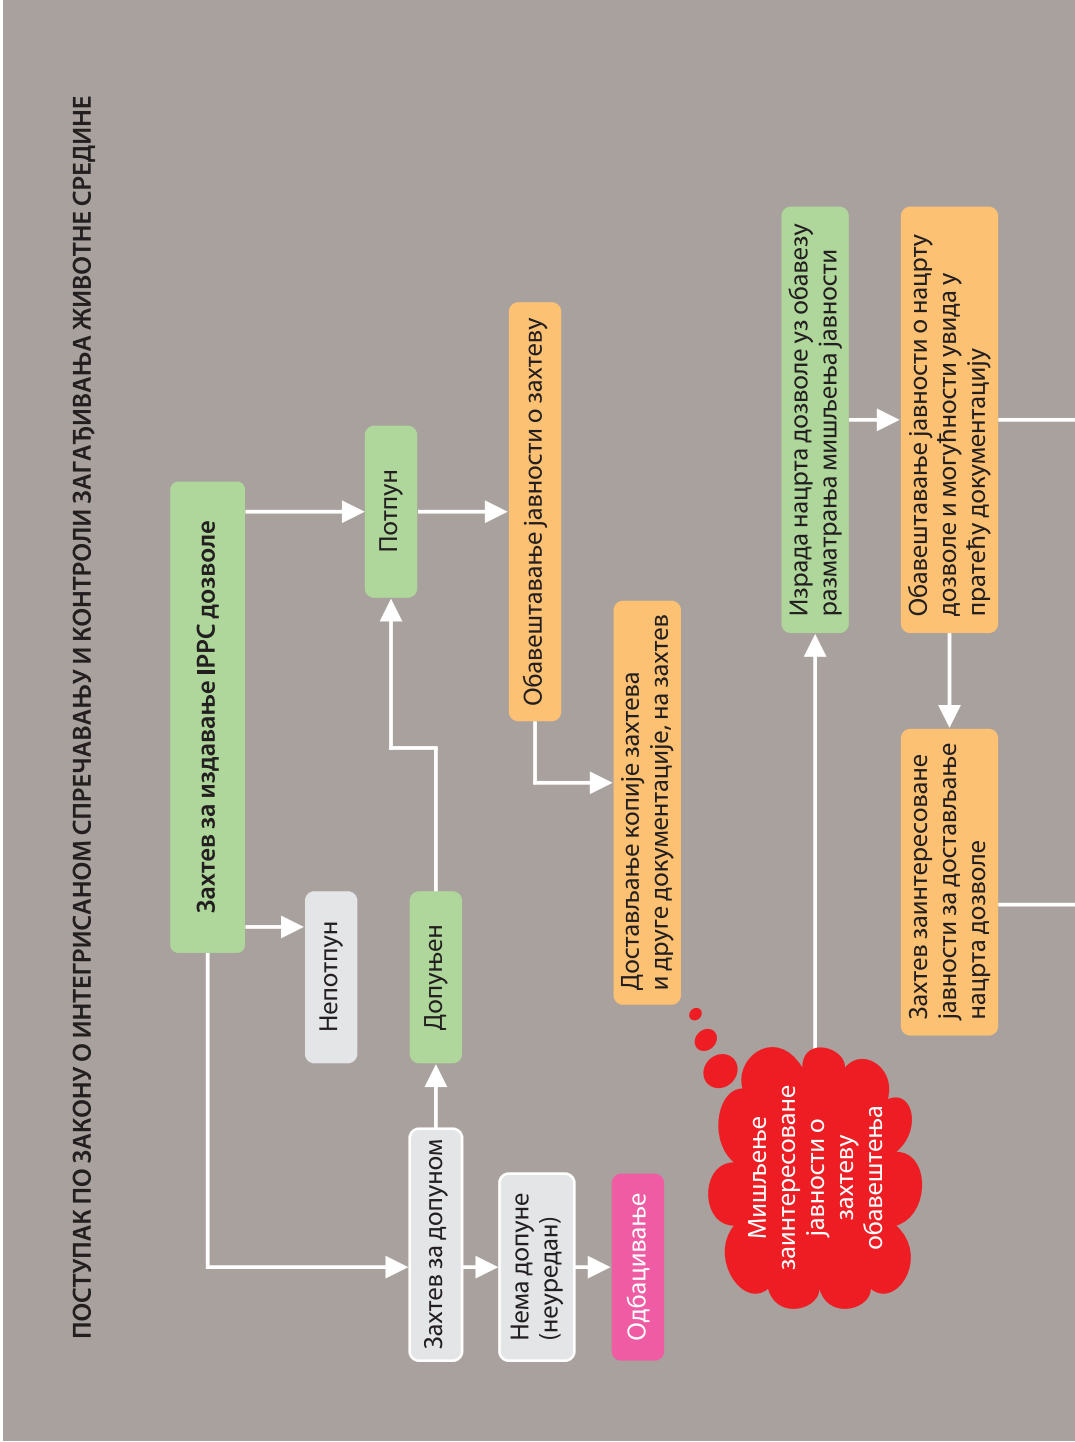 ПОСТУПАК ПО ЗАКОНУ О ИНТЕГРИСАНОМ СПРЕЧАВАЊУ И КОНТРОЛИ ЗАГАЂИВАЊА ЖИВОТНЕ СРЕДИНЕ
Захтев за издавање IPPC дозволе
Непотпун
Потпун
Захтев за допуном
Допуњен
Нема допуне
(неуредан)
Одбацивање
Обавештавање јавности о захтеву
Достављање копије захтева
и друге документације, на захтев
Мишљење
заинтересоване
јавности о
захтеву
обавештења
Израда нацрта дозволе уз обавезу
разматрања мишљења јавности
Обавештавање јавности о нацрту
дозволе и могућности увида у
пратећу документацију
Захтев заинтересоване
јавности за достављање
нацрта дозволе